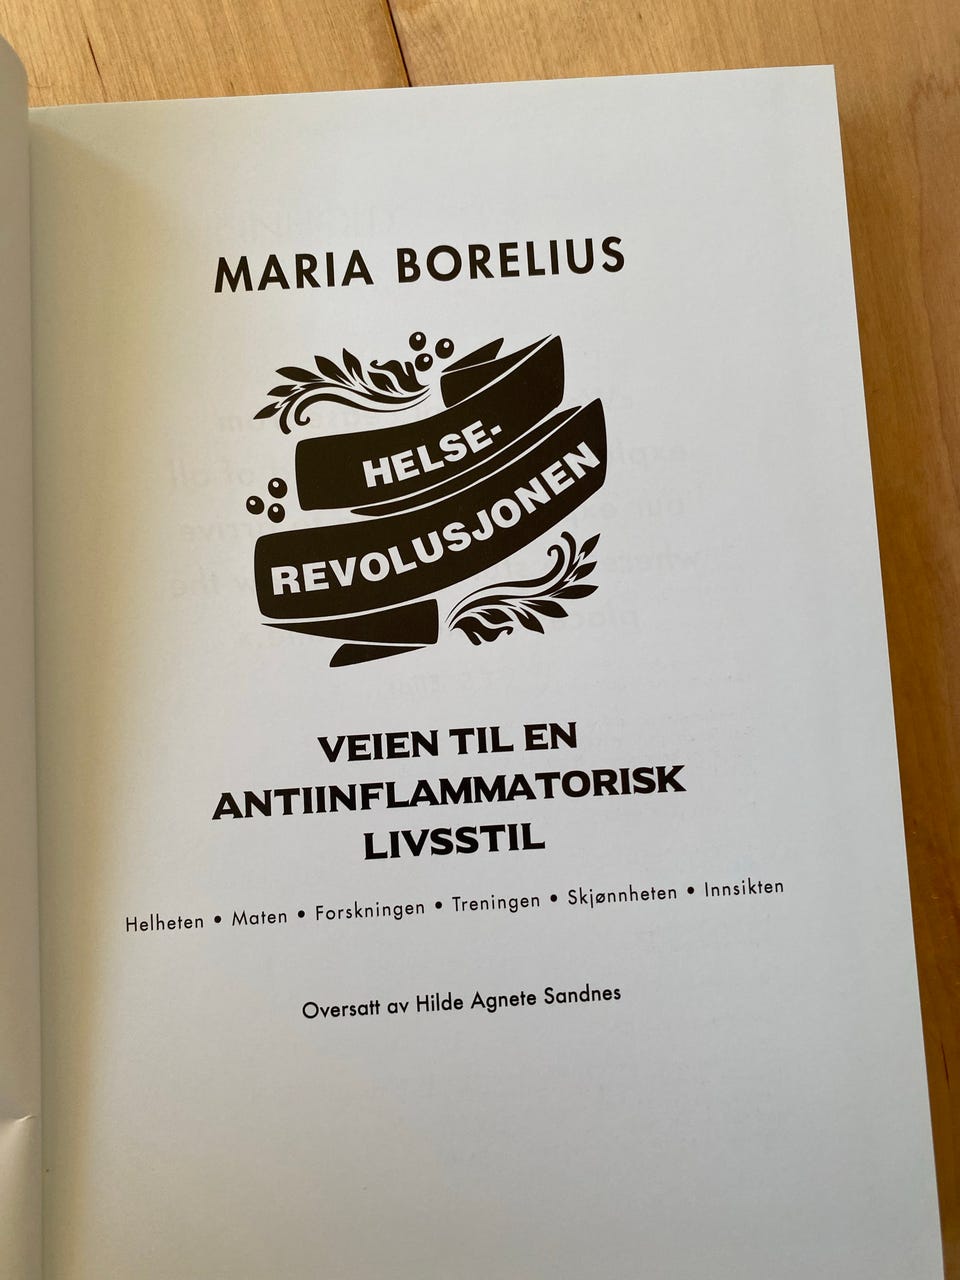 MARIA BORELIUS
HELSE-
REVOLUSJONEN
VEIEN TIL EN
ANTIINFLAMMATORISK
LIVSSTIL
Helheten • Maten • Forskningen • Treningen • Skjønnheten • Innsikten
Oversatt av Hilde Agnete Sandnes